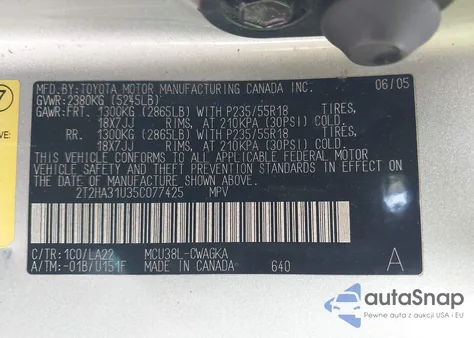 MFD.BY:TOYOTA MOTOR MANUFACTURING CANADA INC. 06/05
GVWR:2380KG (5245LB)
GAWR:FRT. 1300KG (2865LB) WITH P235/55R18 TIRES,
18X7JJ RIMS, AT 210KPA (30PSI) COLD.
RR. 1300KG (2865LB) WITH P235/55R18 TIRES,
18X7JJ RIMS, AT 210KPA (30PSI) COLD.
THIS VEHICLE CONFORMS TO ALL APPLICABLE FEDERAL MOTOR
VEHICLE SAFETY AND THEFT PREVENTION STANDARDS IN EFFECT
ON THE DATE OF MANUFACTURE SHOWN ABOVE.
2T2HA31U35C077425 MPV
C/TR:1C0/LA22 MCU38L-CWAGKA A
A/TM:-01B/U151F MADE IN CANADA 640
7
VE:
autoSnap
Pewne auta z aukcji USA i EU